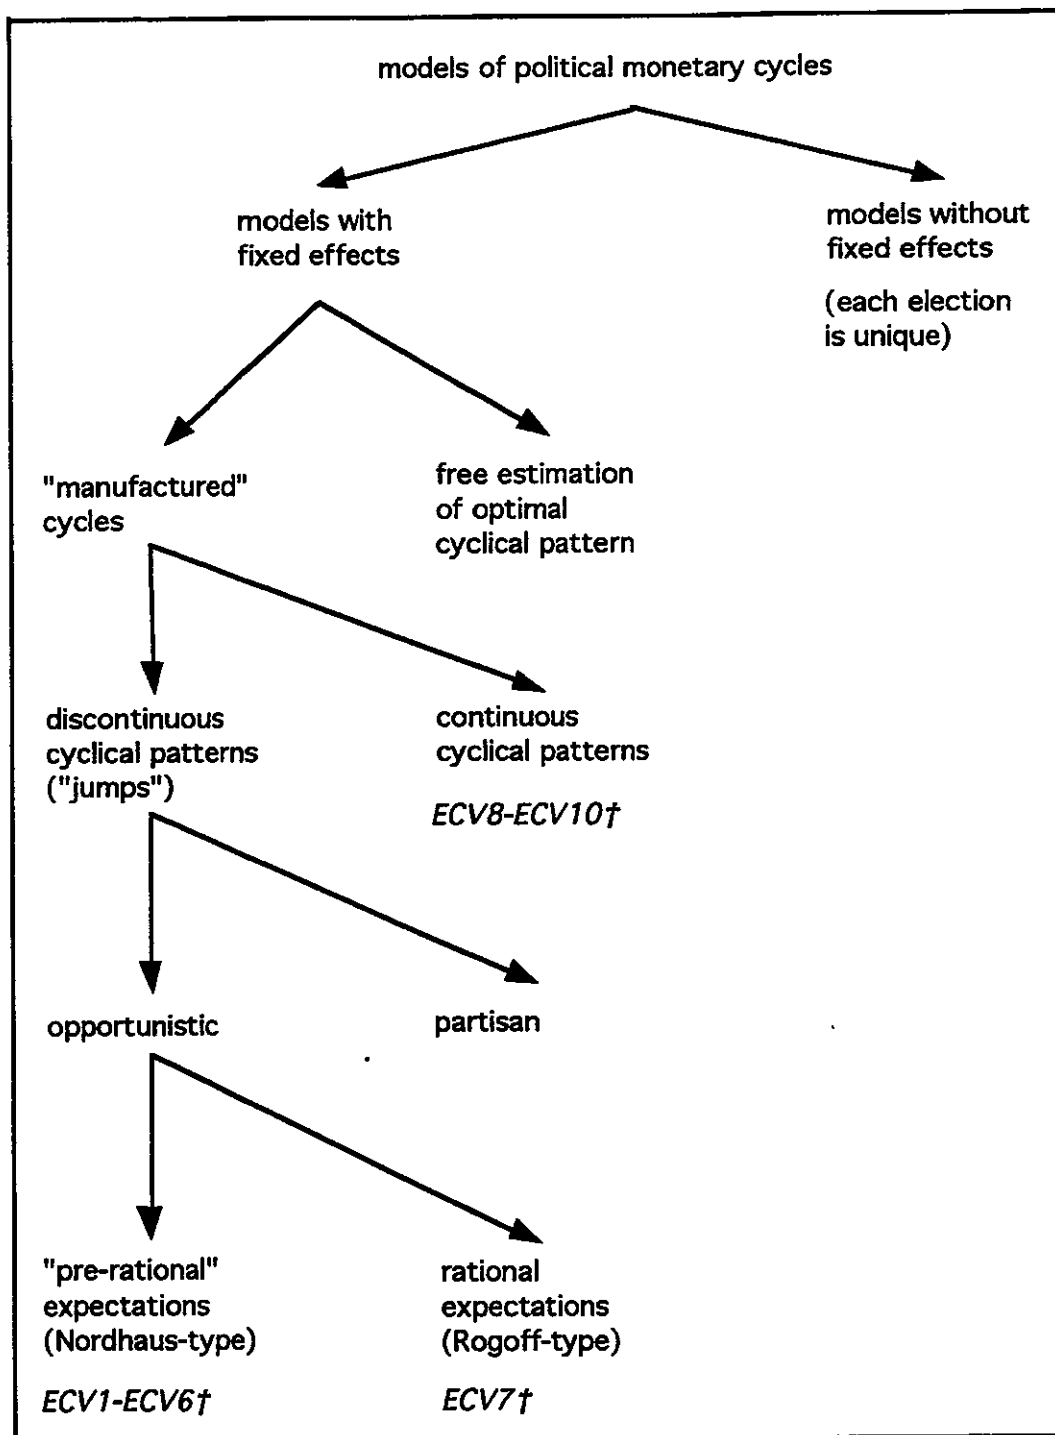 models of political monetary cycles
models with
fixed effects
models without
fixed effects
(each election
is unique)
"manufactured"
cycles
free estimation
of optimal
cyclical pattern
discontinuous
cyclical patterns
("jumps")
continuous
cyclical patterns
ECV8-ECV10†
opportunistic
partisan
"pre-rational"
expectations
(Nordhaus-type)
ECV1-ECV6†
rational
expectations
(Rogoff-type)
ECV7†